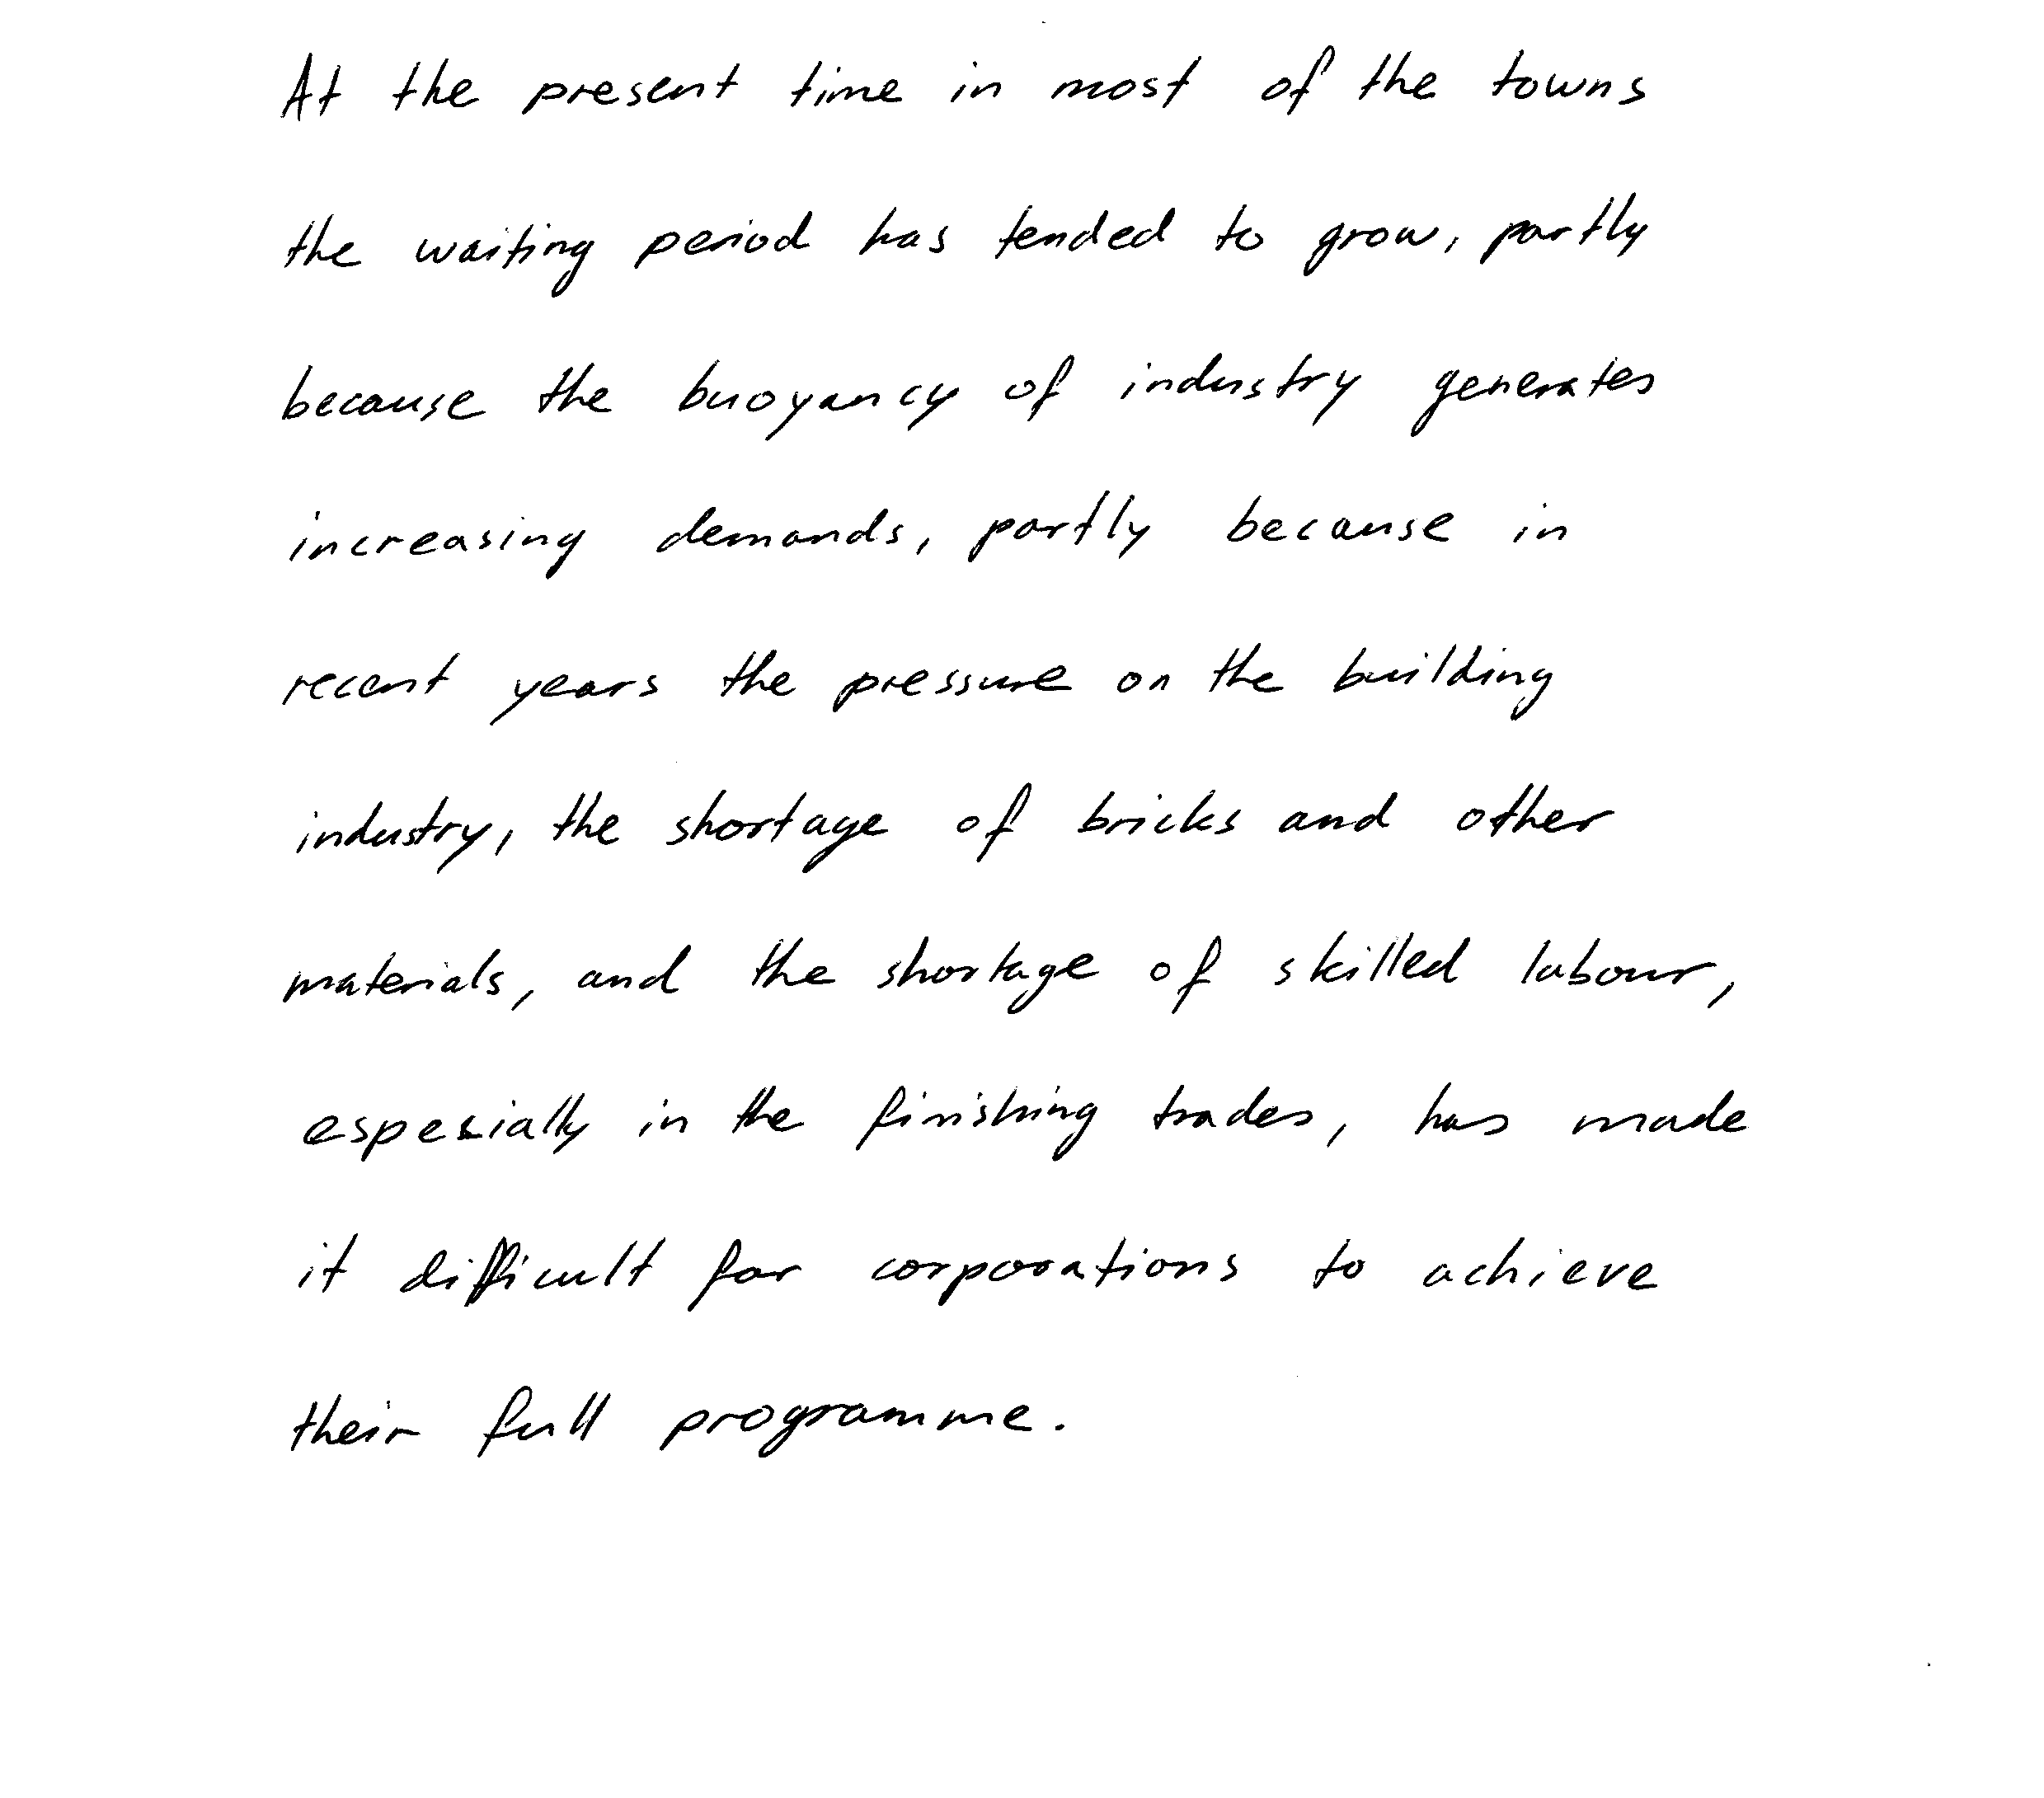 At the present time in most of the towns
the waiting period has tended to grow, partly
because the buoyancy of industry generates
increasing demands, partly because in
recent years the pressure on the building
industry, the shortage of bricks and other
materials, and the shortage of skilled labour,
especially in the finishing trades, has made
it difficult for corporations to achieve
their full programme.